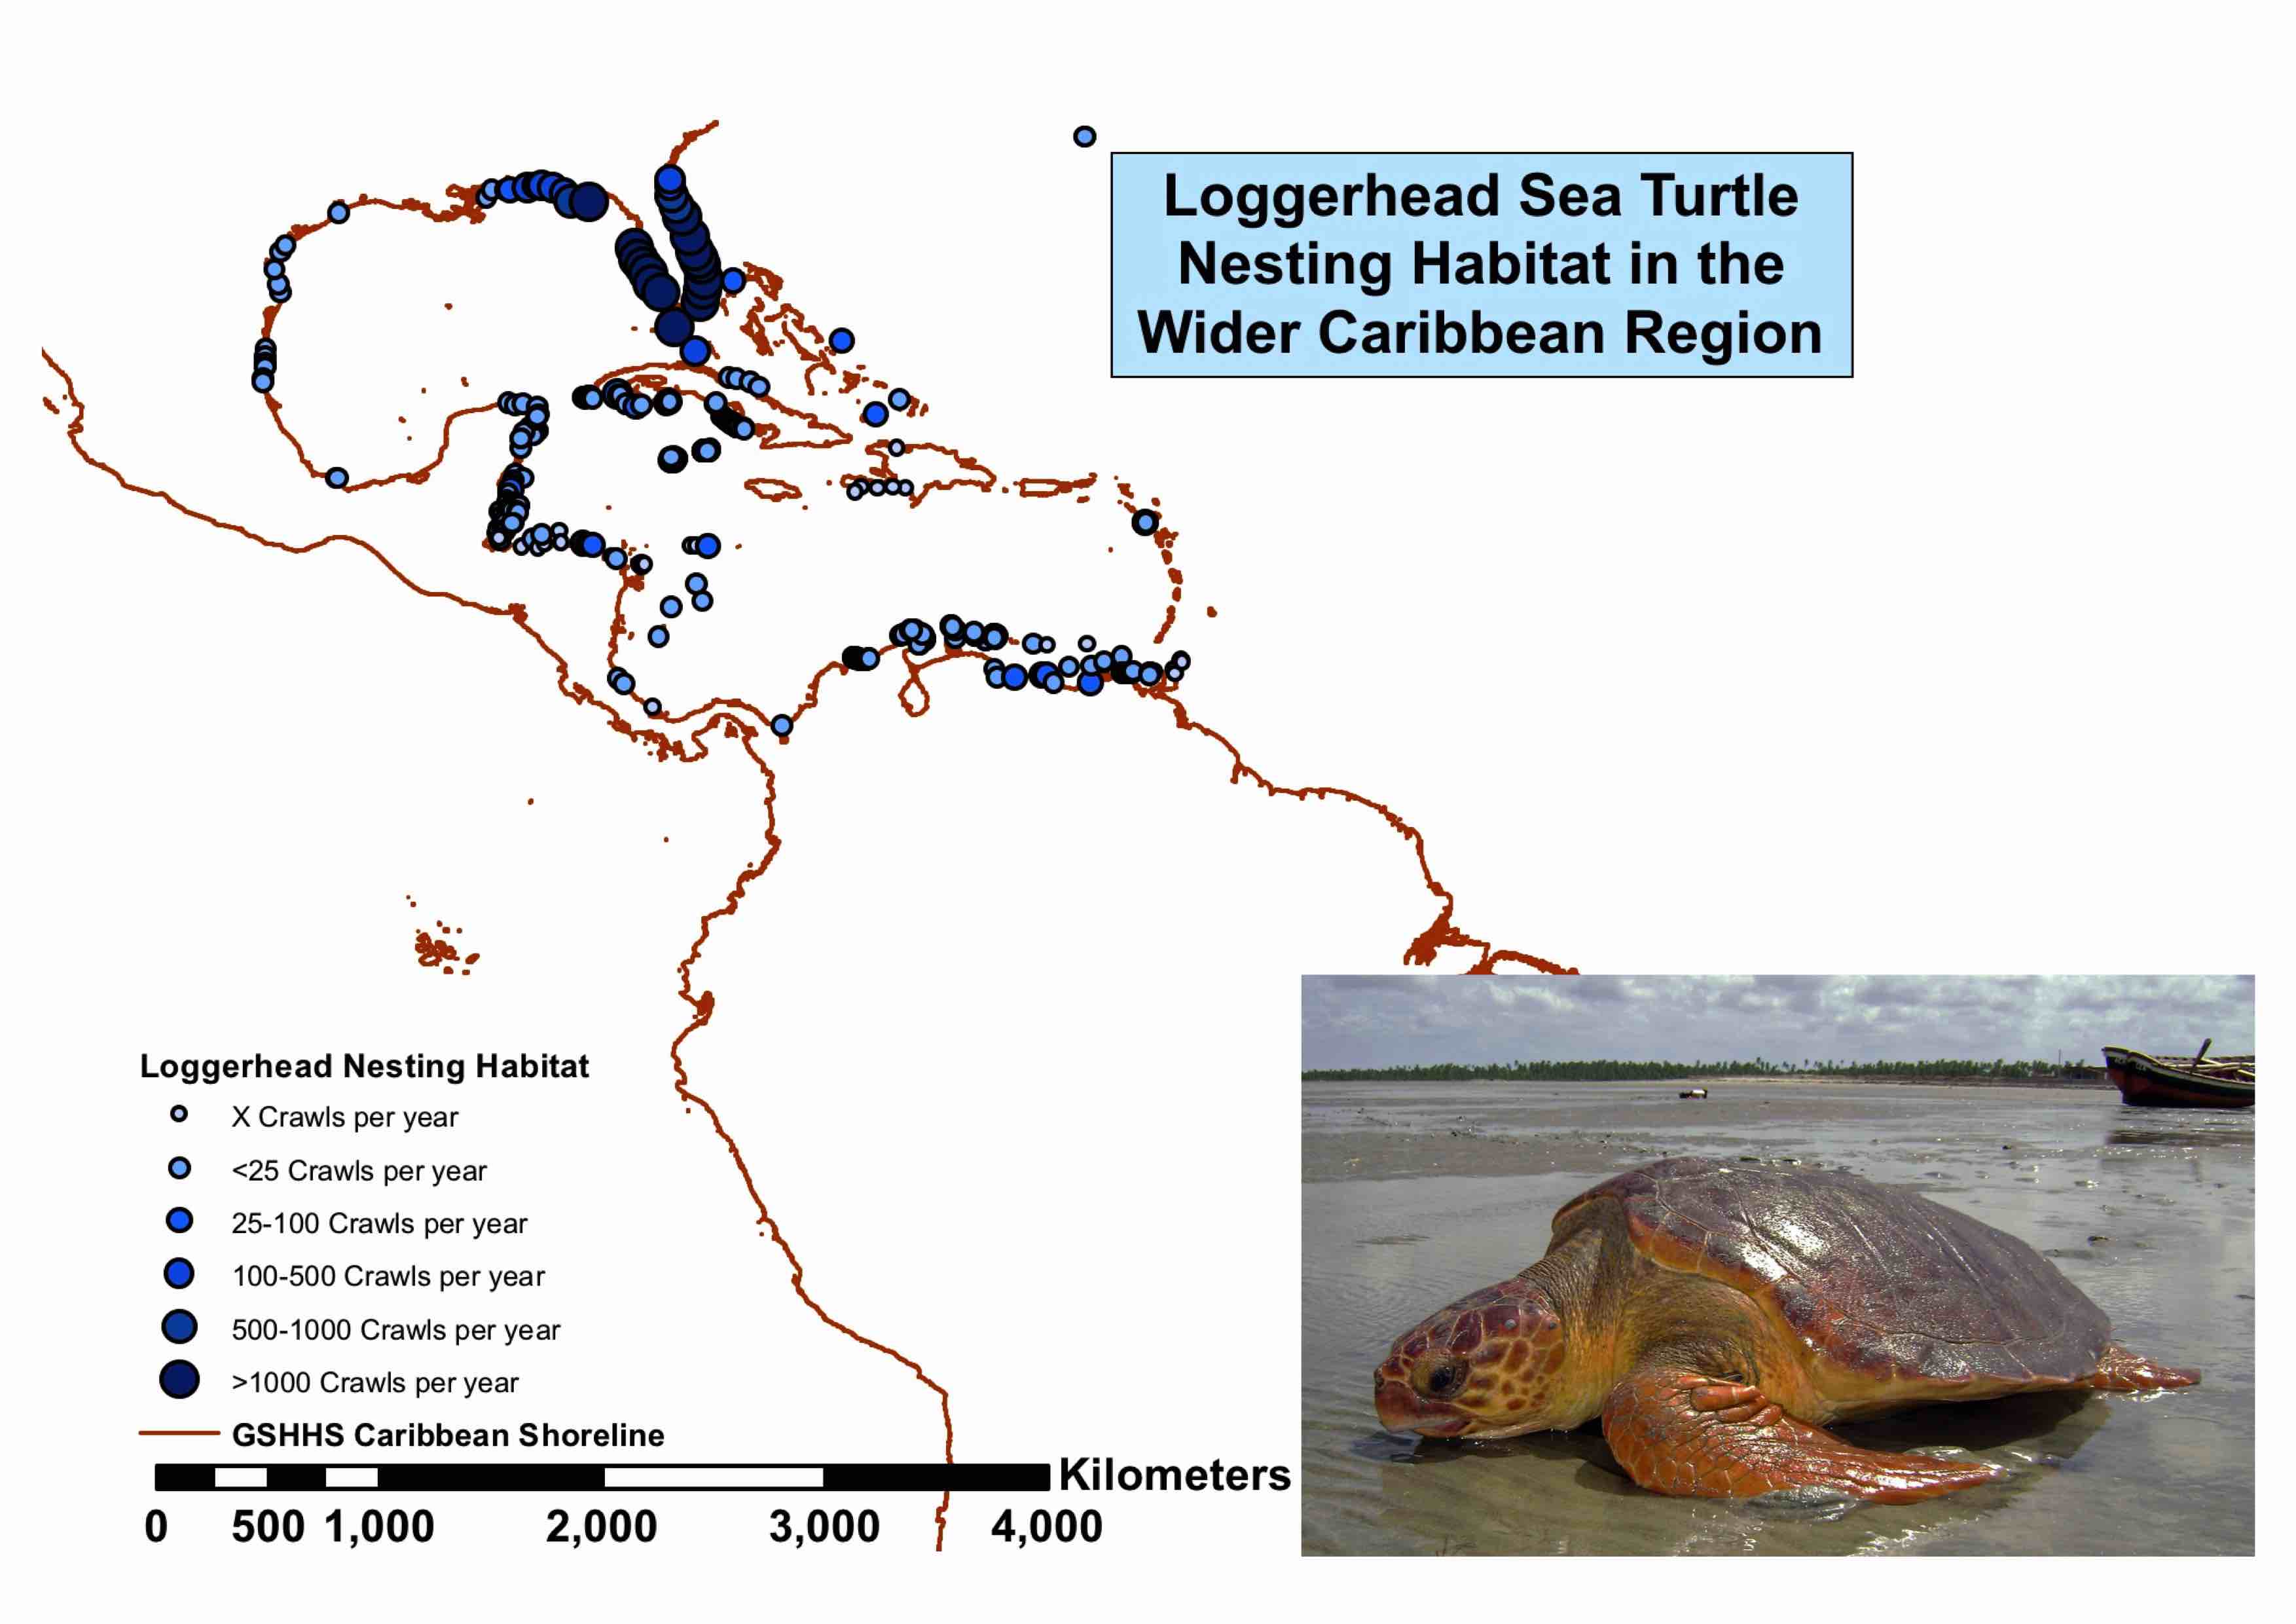 Loggerhead Sea Turtle
Nesting Habitat in the
Wider Caribbean Region
Loggerhead Nesting Habitat
X Crawls per year
<25 Crawls per year
25-100 Crawls per year
100-500 Crawls per year
500-1000 Crawls per year
>1000 Crawls per year
GSHHS Caribbean Shoreline
Kilometers
0 500 1,000 2,000 3,000 4,000